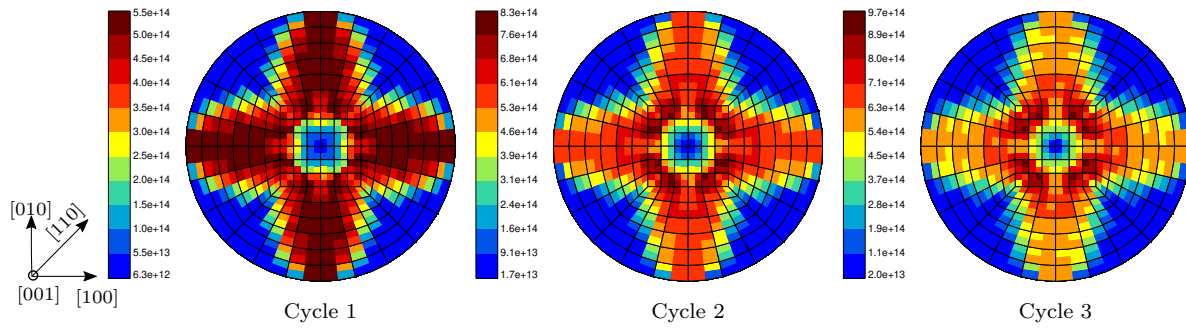 5.5e+14
5.0e+14
4.5e+14
4.0e+14
3.5e+14
3.0e+14
2.5e+14
2.0e+14
1.5e+14
1.0e+14
5.5e+13
6.3e+12
8.3e+14
7.6e+14
6.8e+14
6.1e+14
5.3e+14
4.6e+14
3.9e+14
3.1e+14
2.4e+14
1.6e+14
9.1e+13
1.7e+13
9.7e+14
8.9e+14
8.0e+14
7.1e+14
6.3e+14
5.4e+14
4.5e+14
3.7e+14
2.8e+14
1.9e+14
1.1e+14
2.0e+13
[010]
[110]
[001]
[100]
Cycle 1
Cycle 2
Cycle 3